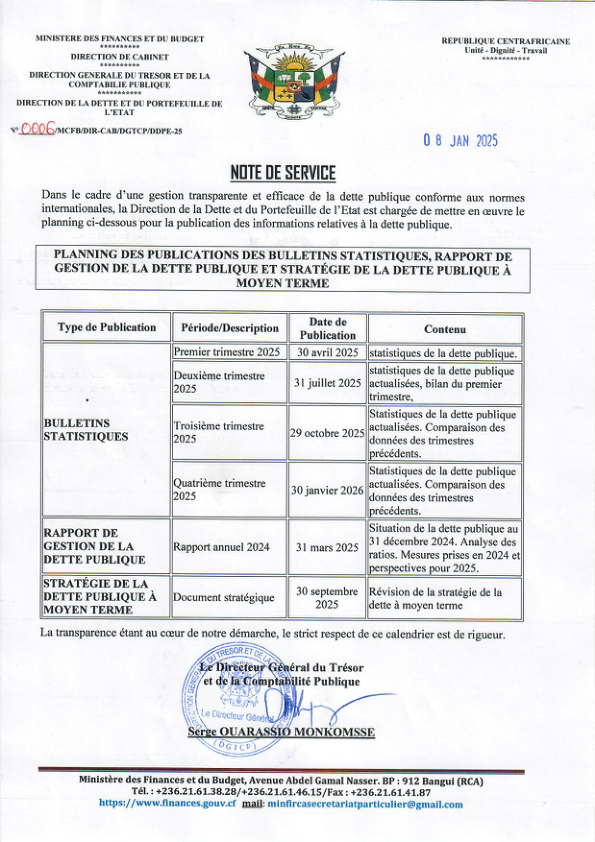 MINISTERE DES FINANCES ET DU BUDGET
**********
DIRECTION DE CABINET
**********
DIRECTION GENERALE DU TRESOR ET DE LA
COMPTABILIE PUBLIQUE
***********
DIRECTION DE LA DETTE ET DU PORTEFEUILLE DE
L'ETAT
N° 0006/MCFB/DIR-CAB/DGTCP/DDPE-25
REPUBLIQUE CENTRAFRICAINE
Unité - Dignité - Travail
************
08 JAN 2025
NOTE DE SERVICE
Dans le cadre d'une gestion transparente et efficace de la dette publique conforme aux normes
internationales, la Direction de la Dette et du Portefeuille de l'Etat est chargée de mettre en œuvre le
planning ci-dessous pour la publication des informations relatives à la dette publique.
PLANNING DES PUBLICATIONS DES BULLETINS STATISTIQUES, RAPPORT DE
GESTION DE LA DETTE PUBLIQUE ET STRATÉGIE DE LA DETTE PUBLIQUE À
MOYEN TERME
Type de Publication
Période/Description
Date de
Publication
Contenu
BULLETINS
STATISTIQUES
Premier trimestre 2025
30 avril 2025
statistiques de la dette publique.
Deuxième trimestre
2025
31 juillet 2025
statistiques de la dette publique
actualisées, bilan du premier
trimestre,
Troisième trimestre
2025
29 octobre 2025
Statistiques de la dette publique
actualisées. Comparaison des
données des trimestres
précédents.
Quatrième trimestre
2025
30 janvier 2026
Statistiques de la dette publique
actualisées. Comparaison des
données des trimestres
précédents.
RAPPORT DE
GESTION DE LA
DETTE PUBLIQUE
Rapport annuel 2024
31 mars 2025
Situation de la dette publique au
31 décembre 2024. Analyse des
ratios. Mesures prises en 2024 et
perspectives pour 2025.
STRATÉGIE DE LA
DETTE PUBLIQUE À
MOYEN TERME
Document stratégique
30 septembre
2025
Révision de la stratégie de la
dette à moyen terme
La transparence étant au cœur de notre démarche, le strict respect de ce calendrier est de rigueur.
Le Directeur Général du Trésor
et de la Comptabilité Publique
Le Directeur Général
(DGTCP)
Serge OUARASSIO MONKOMSSE
Ministère des Finances et du Budget, Avenue Abdel Gamal Nasser. BP : 912 Bangui (RCA)
Tél. : +236.21.61.38.28/+236.21.61.46.15/Fax : +236.21.61.41.87
https://www.finances.gouv.cf mail: minfircasecretariatparticulier@gmail.com